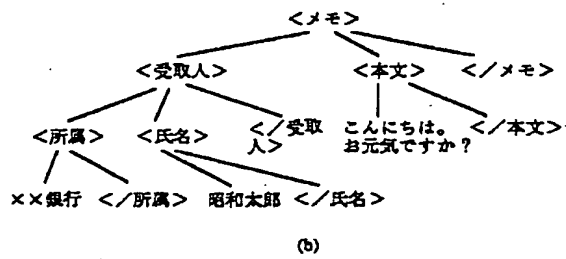 ＜メモ＞
＜受取人＞ ＜本文＞ ＜／メモ＞
＜所属＞ ＜氏名＞ ＜／受取人＞ こんにちは。お元気ですか？ ＜／本文＞
××銀行 ＜／所属＞ 昭和太郎 ＜／氏名＞
(b)